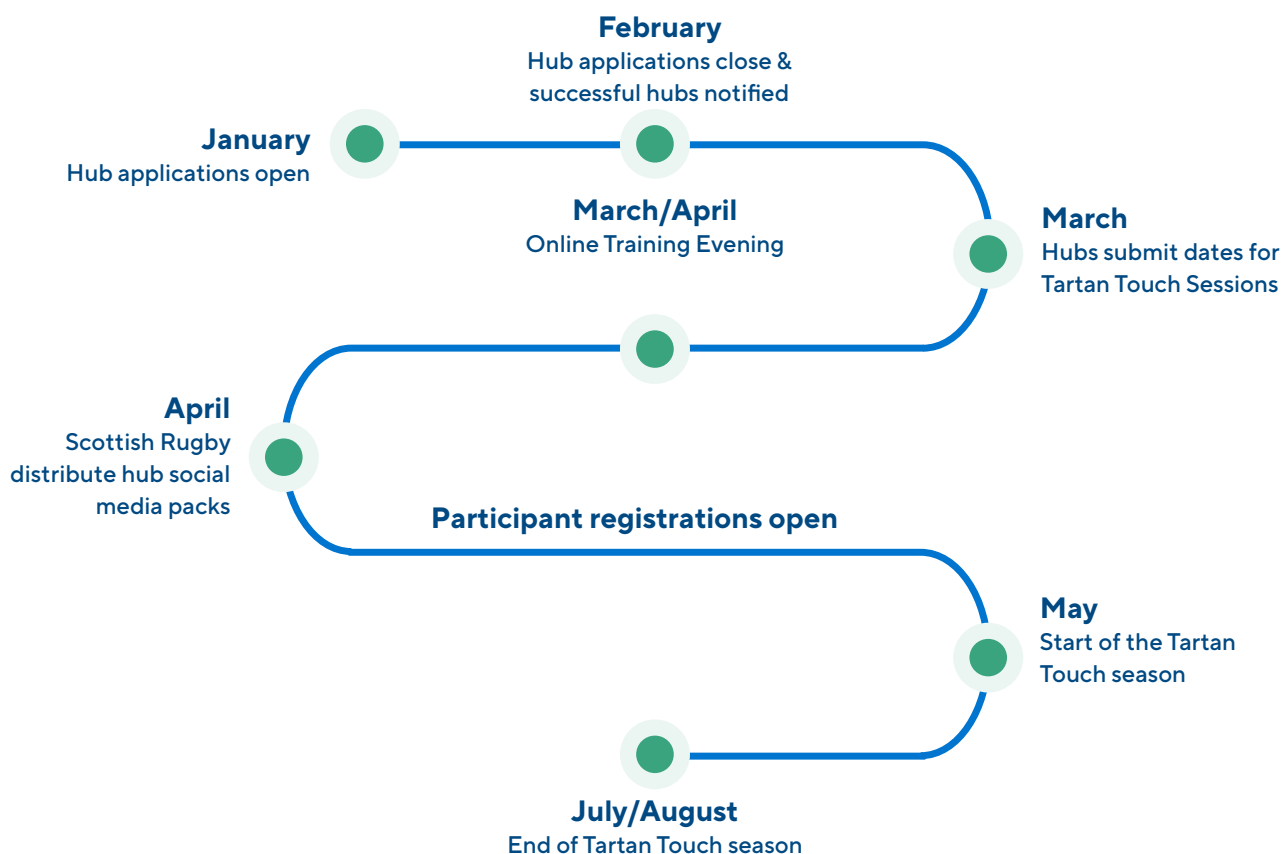 January
Hub applications open
February
Hub applications close &
successful hubs notified
March
Hubs submit dates for
Tartan Touch Sessions
March/April
Online Training Evening
April
Scottish Rugby
distribute hub social
media packs
Participant registrations open
May
Start of the Tartan
Touch season
July/August
End of Tartan Touch season